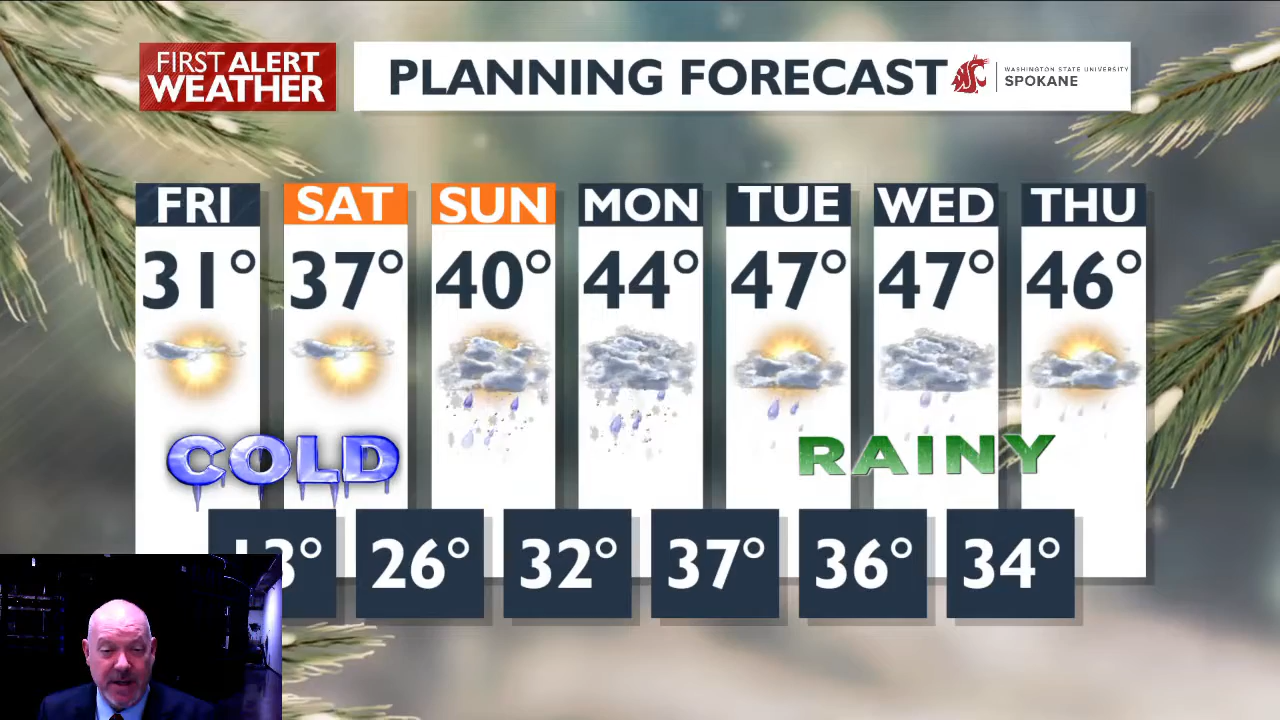 FIRST ALERT
WEATHER
PLANNING FORECAST
WASHINGTON STATE UNIVERSITY
SPOKANE
FRI SAT SUN MON TUE WED THU
31° 37° 40° 44° 47° 47° 46°
COLD
RAINY
26° 32° 37° 36° 34°